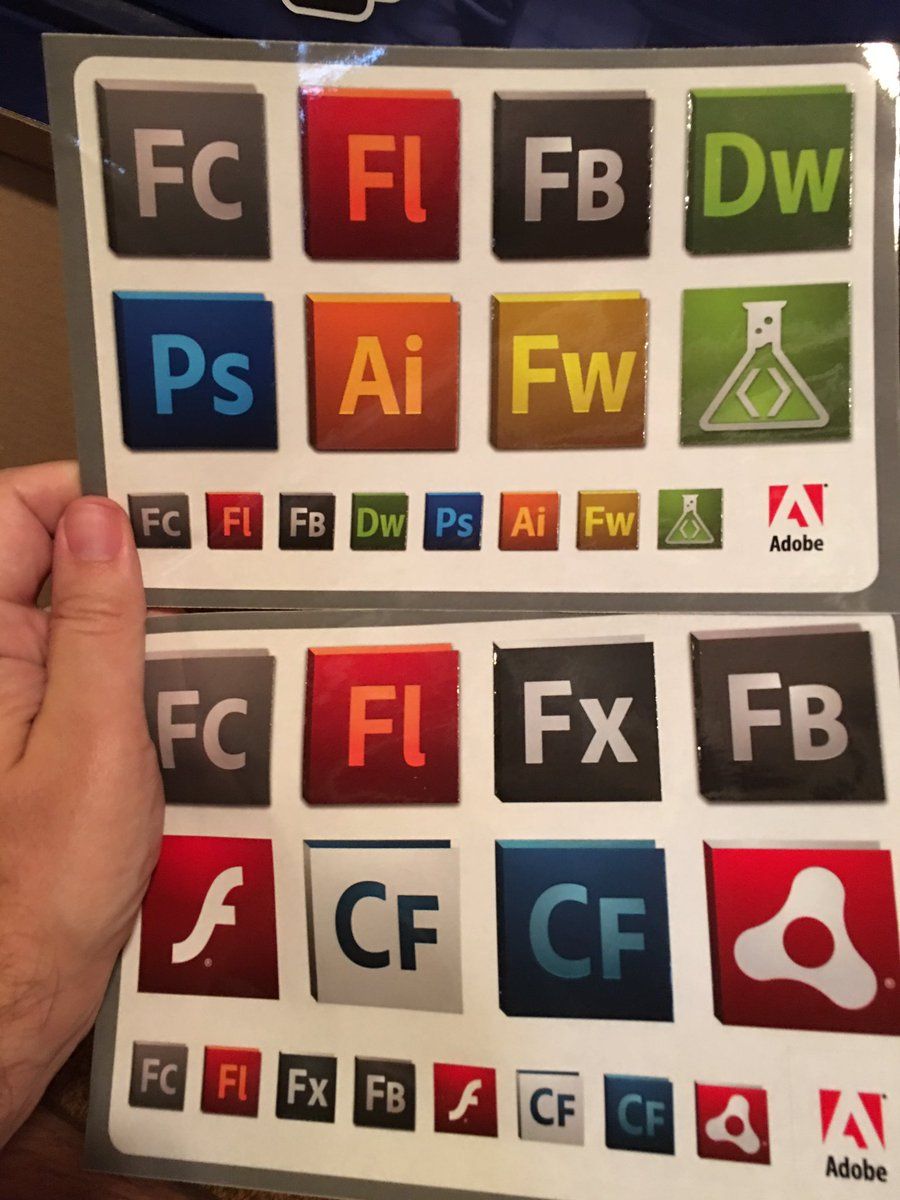 Fc Fl FB Dw
Ps Ai Fw
Fc Fl FB Dw Ps Ai Fw
Adobe
Fc Fl Fx FB
f ® CF CF ®
Fc Fl Fx FB f CF CF
Adobe